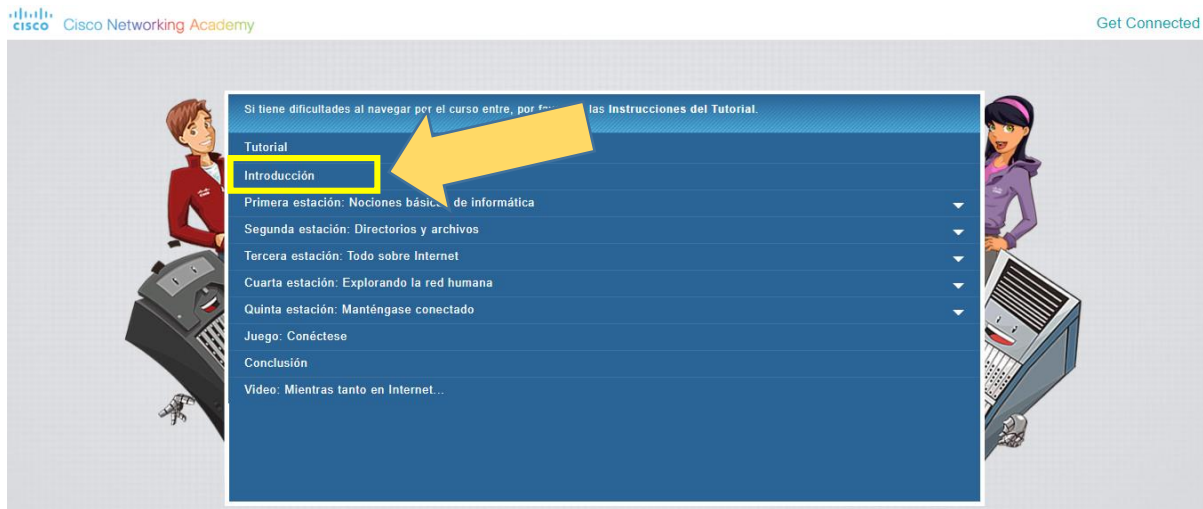 CISCO Cisco Networking Academy
Get Connected
Si tiene dificultades al navegar por el curso entre, por las Instrucciones del Tutorial.
Tutorial
Introducción
Primera estación: Nociones de informática
Segunda estación: Directorios y archivos
Tercera estación: Todo sobre Internet
Cuarta estación: Explorando la red humana
Quinta estación: Manténgase conectado
Juego: Conéctese
Conclusión
Video: Mientras tanto en Internet...